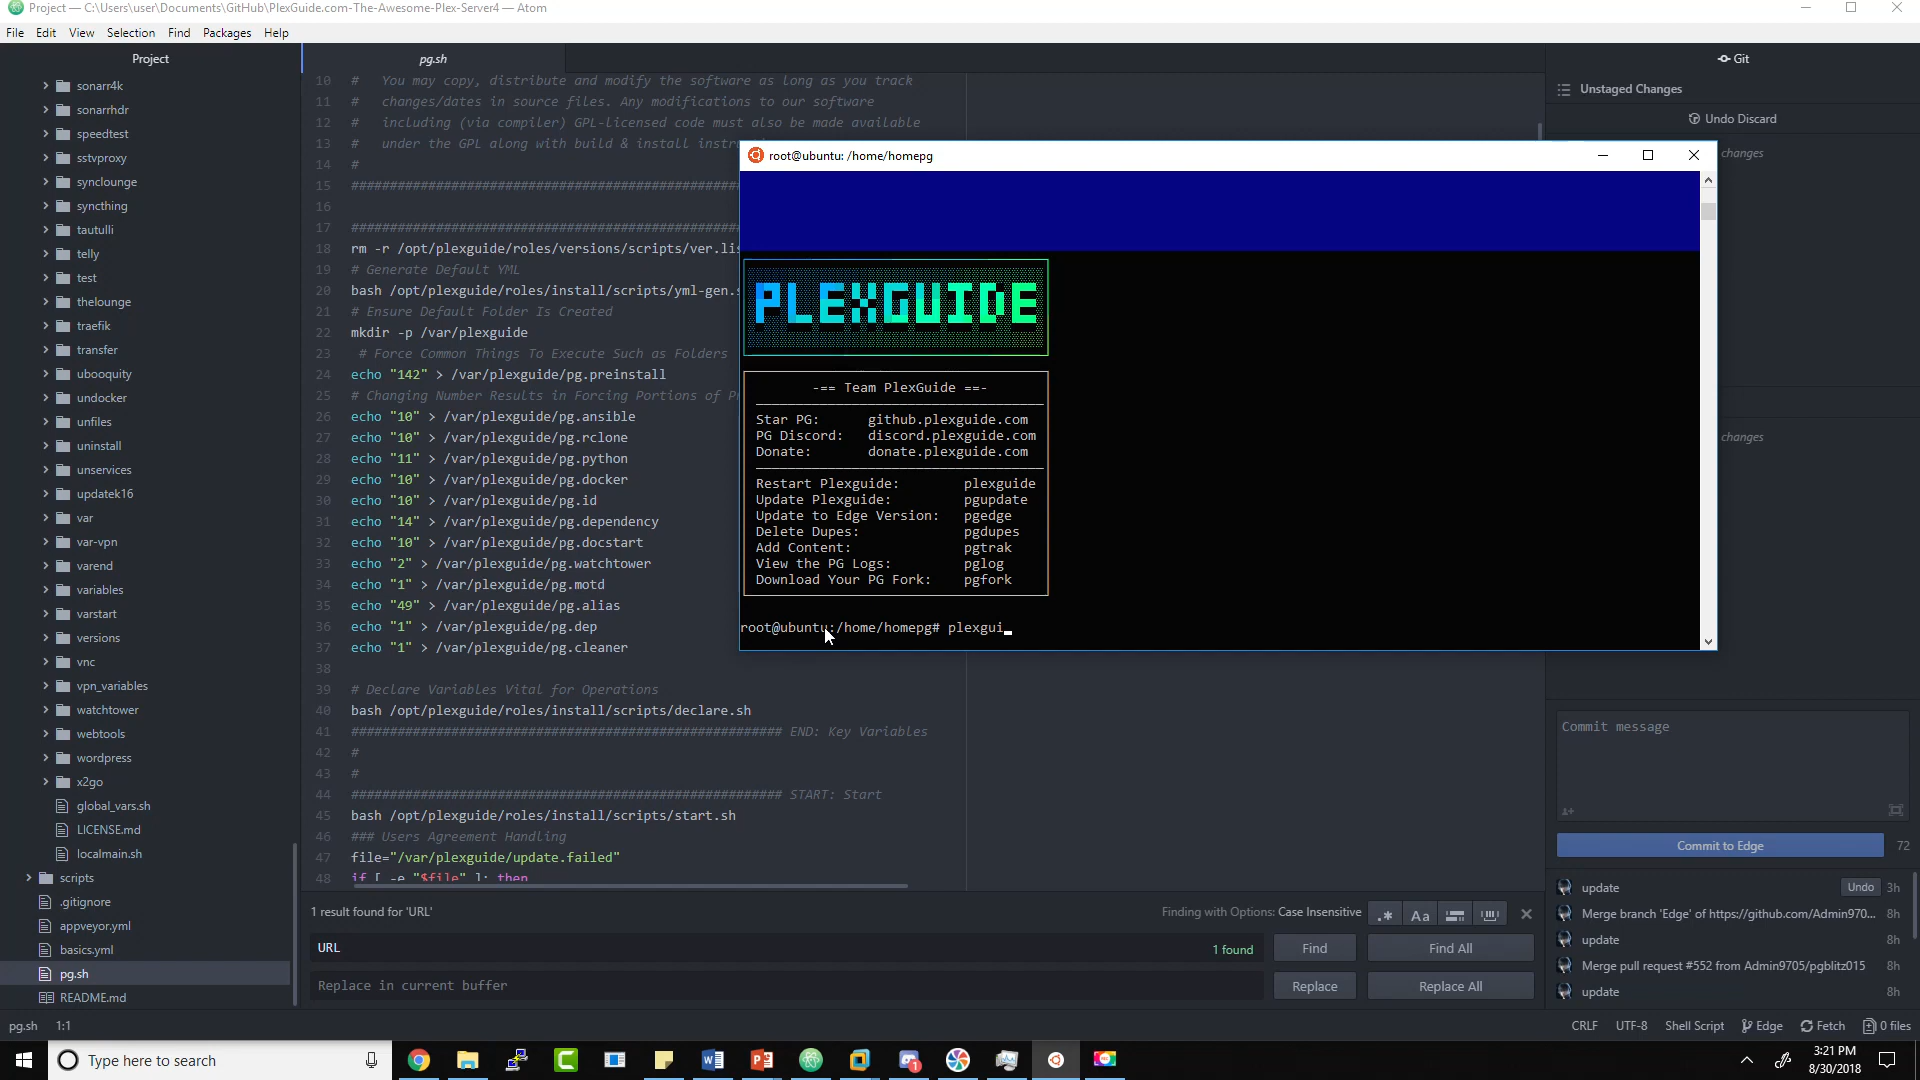 Project — C:\Users\user\Documents\GitHub\PlexGuide.com-The-Awesome-Plex-Server4 — Atom
File Edit View Selection Find Packages Help
Project
sonarr4k
sonarrhdr
speedtest
sstvproxy
synclounge
syncthing
tautulli
telly
test
thelounge
traefik
transfer
ubooquity
undocker
unfiles
uninstall
unservices
updatek16
var
var-vpn
varend
variables
varstart
versions
vnc
vpn_variables
watchtower
webtools
wordpress
x2go
global_vars.sh
LICENSE.md
localmain.sh
scripts
.gitignore
appveyor.yml
basics.yml
pg.sh
README.md
pg.sh
10 # You may copy, distribute and modify the software as long as you track
11 # changes/dates in source files. Any modifications to our software
12 # including (via compiler) GPL-licensed code must also be made available
13 # under the GPL along with build & install instr
14 #
15 ##################################################
16
17 ##################################################
18 rm -r /opt/plexguide/roles/versions/scripts/ver.lis
19 # Generate Default YML
20 bash /opt/plexguide/roles/install/scripts/yml-gen.s
21 # Ensure Default Folder Is Created
22 mkdir -p /var/plexguide
23 # Force Common Things To Execute Such as Folders
24 echo "142" > /var/plexguide/pg.preinstall
25 # Changing Number Results in Forcing Portions of P
26 echo "10" > /var/plexguide/pg.ansible
27 echo "10" > /var/plexguide/pg.rclone
28 echo "11" > /var/plexguide/pg.python
29 echo "10" > /var/plexguide/pg.docker
30 echo "10" > /var/plexguide/pg.id
31 echo "14" > /var/plexguide/pg.dependency
32 echo "10" > /var/plexguide/pg.docstart
33 echo "2" > /var/plexguide/pg.watchtower
34 echo "1" > /var/plexguide/pg.motd
35 echo "49" > /var/plexguide/pg.alias
36 echo "1" > /var/plexguide/pg.dep
37 echo "1" > /var/plexguide/pg.cleaner
38
39 # Declare Variables Vital for Operations
40 bash /opt/plexguide/roles/install/scripts/declare.sh
41 ######################################################## END: Key Variables
42 #
43 #
44 ######################################################## START: Start
45 bash /opt/plexguide/roles/install/scripts/start.sh
46 ### Users Agreement Handling
47 file="/var/plexguide/update.failed"
48 if [ -e "$file" ]; then
root@ubuntu: /home/homepg
PLEXGUIDE
-== Team PlexGuide ==-
Star PG: github.plexguide.com
PG Discord: discord.plexguide.com
Donate: donate.plexguide.com
Restart Plexguide: plexguide
Update Plexguide: pgupdate
Update to Edge Version: pgedge
Delete Dupes: pgdupes
Add Content: pgtrak
View the PG Logs: pglog
Download Your PG Fork: pgfork
root@ubuntu:/home/homepg# plexgui_
Git
Unstaged Changes
Undo Discard
changes
changes
Commit message
Commit to Edge 72
update Undo 3h
Merge branch 'Edge' of https://github.com/Admin970... 8h
update 8h
Merge pull request #552 from Admin9705/pgblitz015 8h
update 8h
1 result found for 'URL' Finding with Options: Case Insensitive .* Aa
URL 1 found Find Find All
Replace in current buffer Replace Replace All
pg.sh 1:1 CRLF UTF-8 Shell Script Edge Fetch 0 files
Type here to search
3:21 PM
8/30/2018